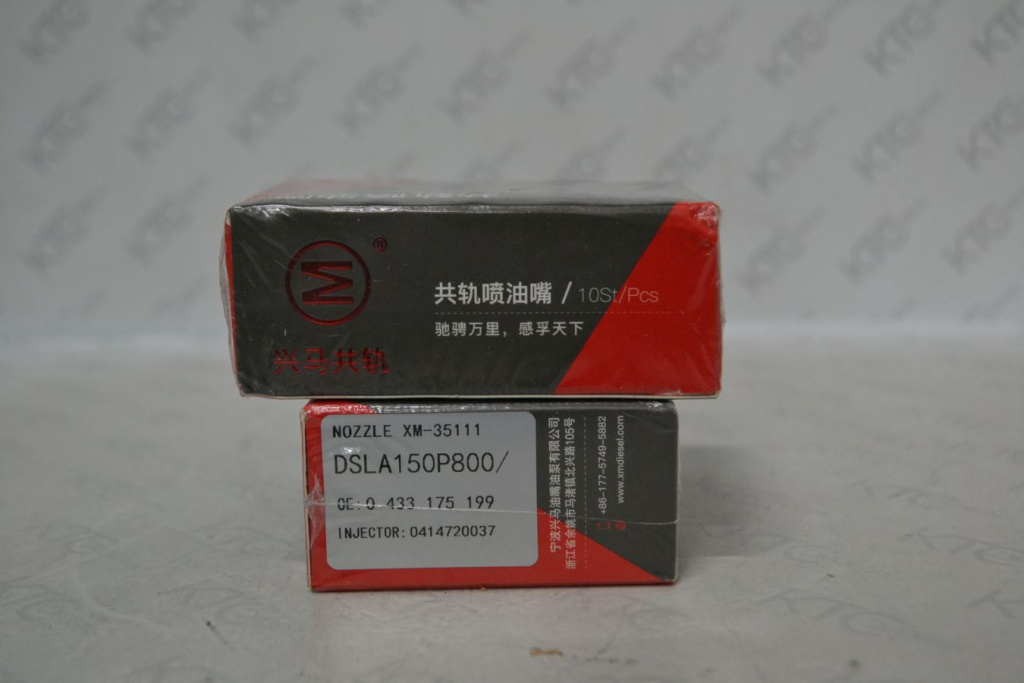 M ®
共轨喷油嘴 / 10St/Pcs
驰骋万里，感孚天下
兴马共轨
NOZZLE XM-35111
DSLA150P800/
OE:0 433 175 199
INJECTOR:0414720037
宁波兴马油嘴油泵有限公司
浙江省余姚市马渚镇北兴路105号
+86-177-5749-5882
www.xmdiesel.com
KTG